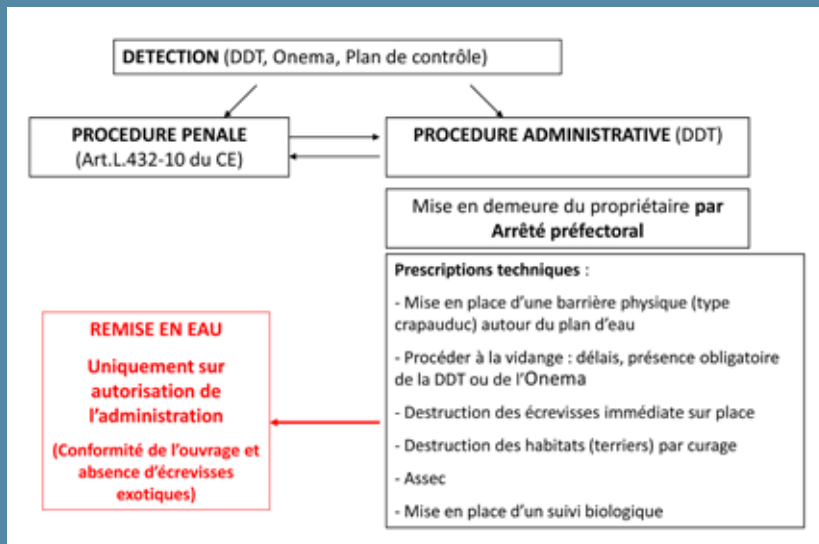 DETECTION (DDT, Onema, Plan de contrôle)
PROCEDURE PENALE
(Art.L.432-10 du CE)
PROCEDURE ADMINISTRATIVE (DDT)
Mise en demeure du propriétaire par
Arrêté préfectoral
Prescriptions techniques :
- Mise en place d'une barrière physique (type
crapauduc) autour du plan d'eau
- Procéder à la vidange : délais, présence obligatoire
de la DDT ou de l'Onema
- Destruction des écrevisses immédiate sur place
- Destruction des habitats (terriers) par curage
- Assec
- Mise en place d'un suivi biologique
REMISE EN EAU
Uniquement sur
autorisation de
l'administration
(Conformité de l'ouvrage et
absence d'écrevisses
exotiques)